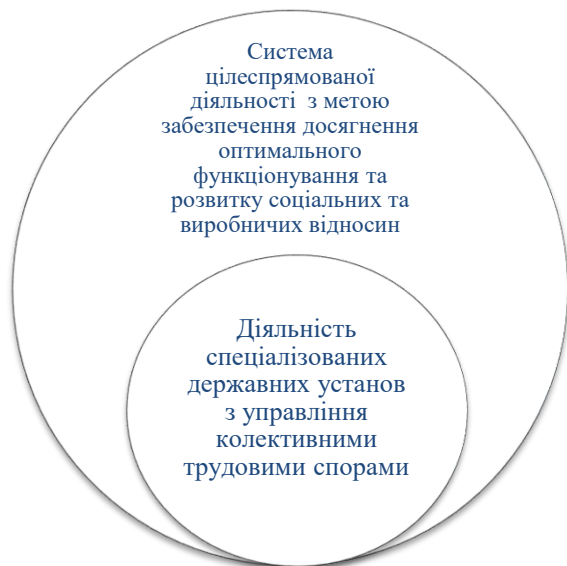 Система
цілеспрямованої
діяльності з метою
забезпечення досягнення
оптимального
функціонування та
розвитку соціальних та
виробничих відносин
Діяльність
спеціалізованих
державних установ
з управління
колективними
трудовими спорами